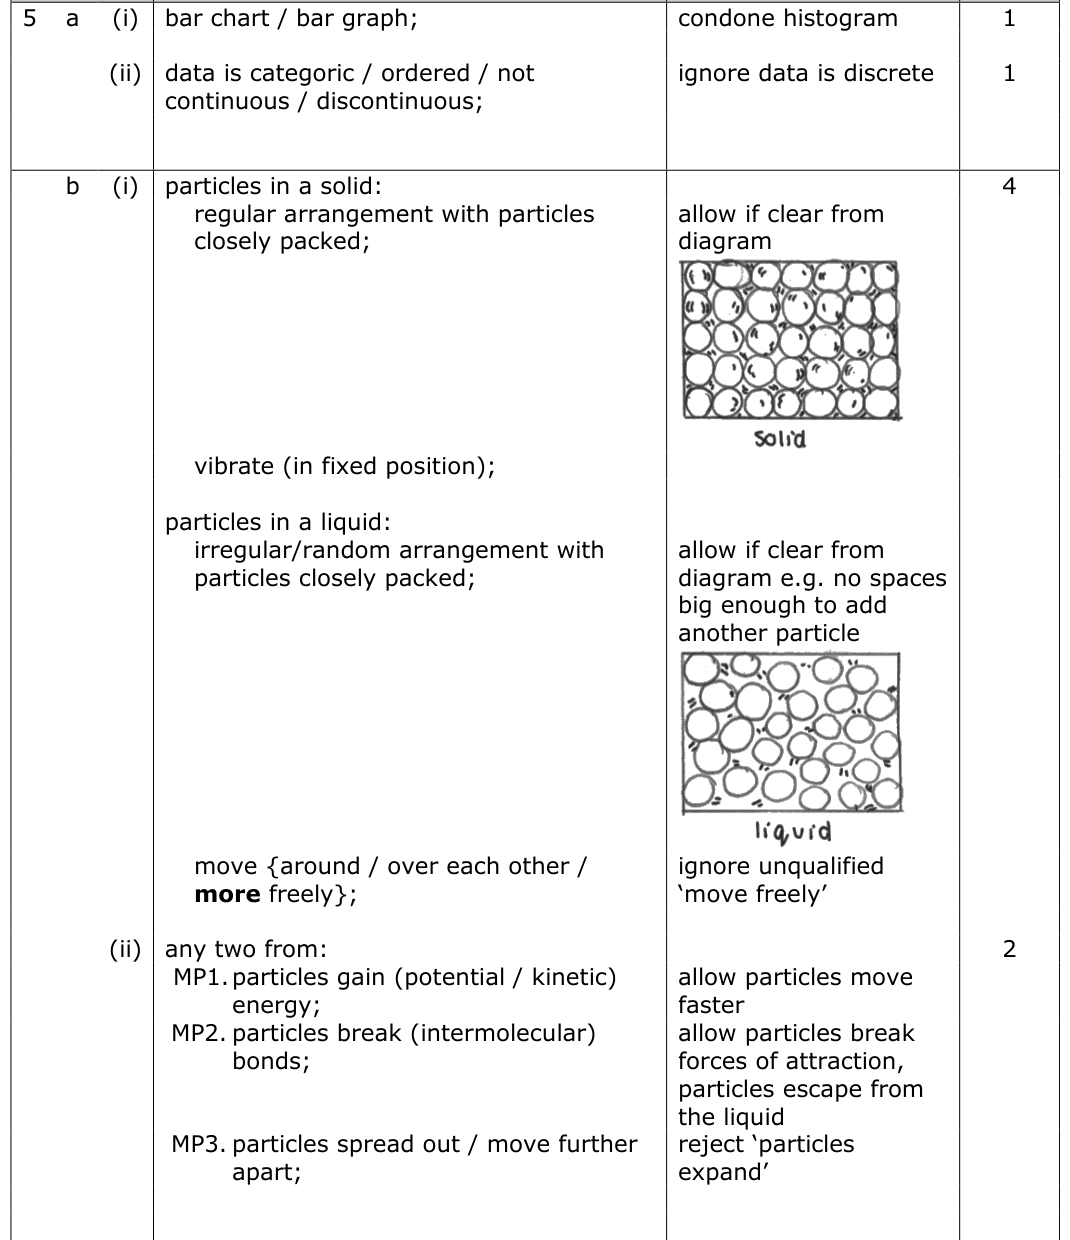 5 a (i) bar chart / bar graph; condone histogram 1
(ii) data is categoric / ordered / not ignore data is discrete 1
continuous / discontinuous;
b (i) particles in a solid: 4
regular arrangement with particles allow if clear from
closely packed; diagram
solid
vibrate (in fixed position);
particles in a liquid:
irregular/random arrangement with allow if clear from
particles closely packed; diagram e.g. no spaces
big enough to add
another particle
liquid
move {around / over each other / ignore unqualified
more freely}; ‘move freely’
(ii) any two from: 2
MP1. particles gain (potential / kinetic) allow particles move
energy; faster
MP2. particles break (intermolecular) allow particles break
bonds; forces of attraction,
particles escape from
the liquid
MP3. particles spread out / move further reject ‘particles
apart; expand’